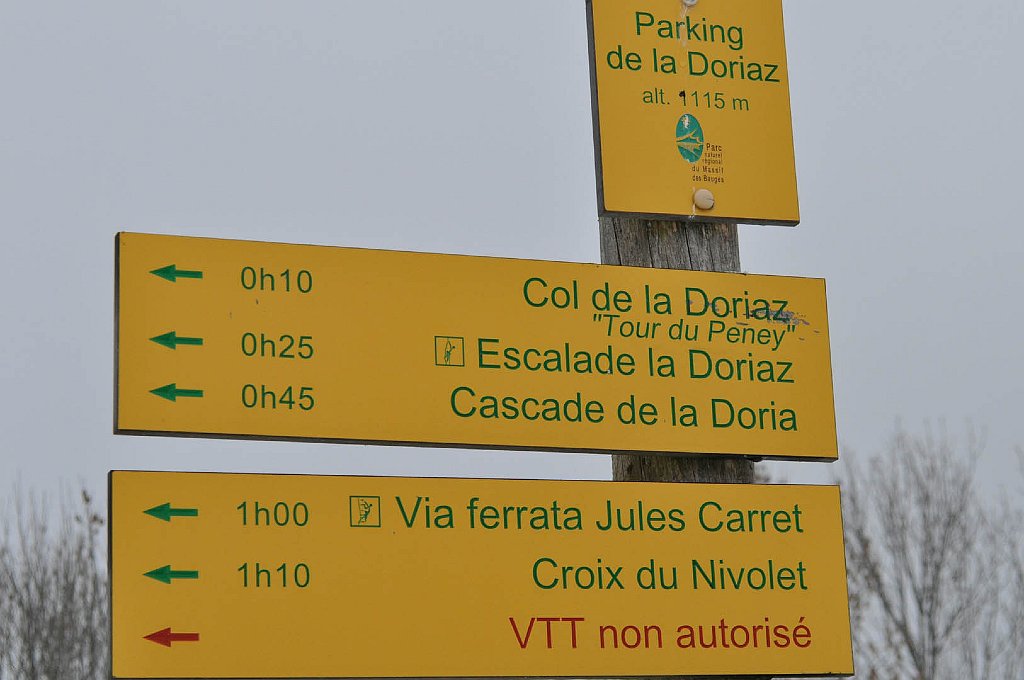 Parking
de la Doriaz
alt. 1115 m
Parc
naturel
régional
du Massif
des Bauges
0h10 Col de la Doriaz
"Tour du Peney"
0h25 Escalade la Doriaz
0h45 Cascade de la Doria
1h00 Via ferrata Jules Carret
1h10 Croix du Nivolet
VTT non autorisé